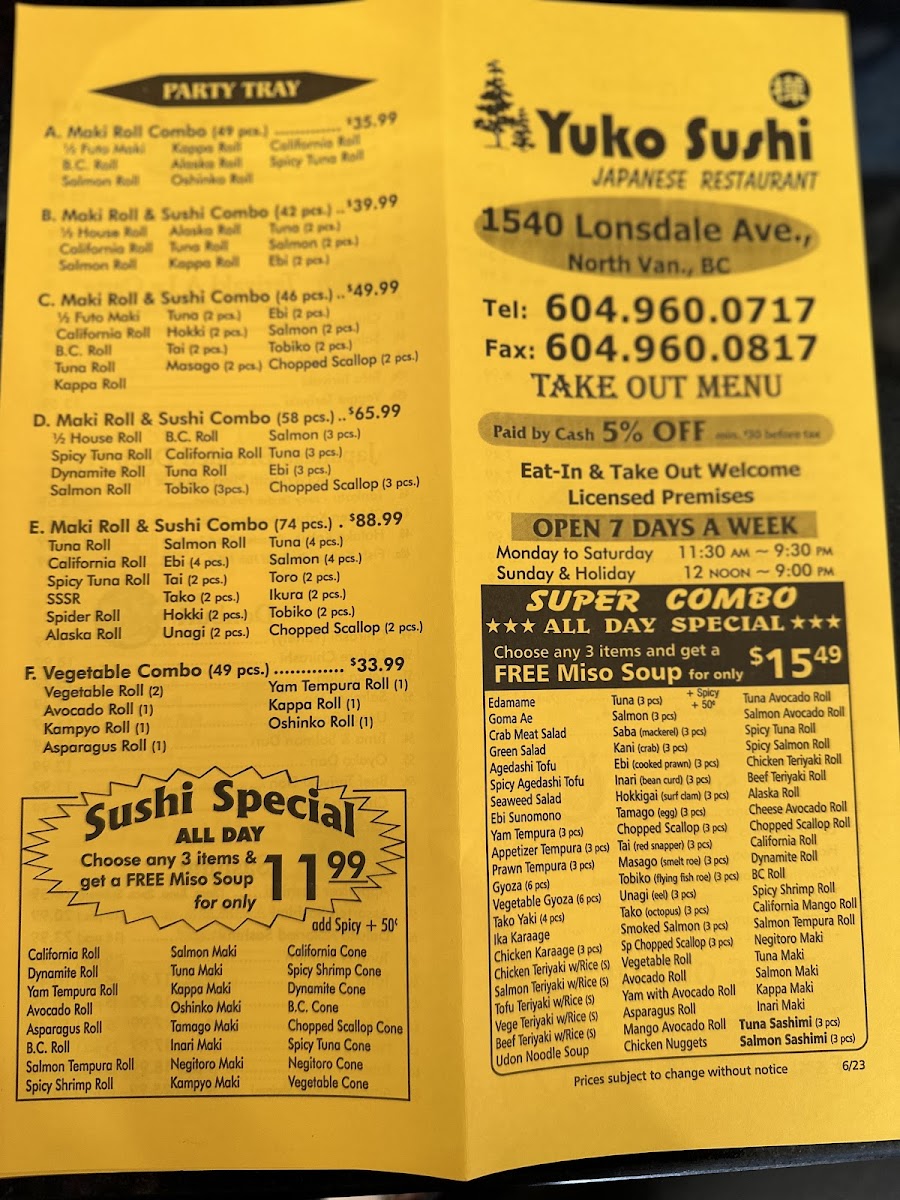 PARTY TRAY
A. Maki Roll Combo (49 pcs.) ............ $35.99
½ Futo Maki Kappa Roll California Roll
B.C. Roll Alaska Roll Spicy Tuna Roll
Salmon Roll Oshinko Roll
B. Maki Roll & Sushi Combo (42 pcs.) .. $39.99
½ House Roll Alaska Roll Tuna (2 pcs.)
California Roll Tuna Roll Salmon (2 pcs.)
Salmon Roll Kappa Roll Ebi (2 pcs.)
C. Maki Roll & Sushi Combo (46 pcs.) .. $49.99
½ Futo Maki Tuna (2 pcs.) Ebi (2 pcs.)
California Roll Hokki (2 pcs.) Salmon (2 pcs.)
B.C. Roll Tai (2 pcs.) Tobiko (2 pcs.)
Tuna Roll Masago (2 pcs.) Chopped Scallop (2 pcs.)
Kappa Roll
D. Maki Roll & Sushi Combo (58 pcs.) .. $65.99
½ House Roll B.C. Roll Salmon (3 pcs.)
Spicy Tuna Roll California Roll Tuna (3 pcs.)
Dynamite Roll Tuna Roll Ebi (3 pcs.)
Salmon Roll Tobiko (3pcs.) Chopped Scallop (3 pcs.)
E. Maki Roll & Sushi Combo (74 pcs.) . $88.99
Tuna Roll Salmon Roll Tuna (4 pcs.)
California Roll Ebi (4 pcs.) Salmon (4 pcs.)
Spicy Tuna Roll Tai (2 pcs.) Toro (2 pcs.)
SSSR Tako (2 pcs.) Ikura (2 pcs.)
Spider Roll Hokki (2 pcs.) Tobiko (2 pcs.)
Alaska Roll Unagi (2 pcs.) Chopped Scallop (2 pcs.)
F. Vegetable Combo (49 pcs.) ............. $33.99
Vegetable Roll (2) Yam Tempura Roll (1)
Avocado Roll (1) Kappa Roll (1)
Kampyo Roll (1) Oshinko Roll (1)
Asparagus Roll (1)
Sushi Special
ALL DAY
Choose any 3 items &
get a FREE Miso Soup
for only 11.99
add Spicy + 50¢
California Roll Salmon Maki California Cone
Dynamite Roll Tuna Maki Spicy Shrimp Cone
Yam Tempura Roll Kappa Maki Dynamite Cone
Avocado Roll Oshinko Maki B.C. Cone
Asparagus Roll Tamago Maki Chopped Scallop Cone
B.C. Roll Inari Maki Spicy Tuna Cone
Salmon Tempura Roll Negitoro Maki Negitoro Cone
Spicy Shrimp Roll Kampyo Maki Vegetable Cone
Yuko Sushi
JAPANESE RESTAURANT
1540 Lonsdale Ave.,
North Van., BC
Tel: 604.960.0717
Fax: 604.960.0817
TAKE OUT MENU
Paid by Cash 5% OFF min. $30 before tax
Eat-In & Take Out Welcome
Licensed Premises
OPEN 7 DAYS A WEEK
Monday to Saturday 11:30 AM ~ 9:30 PM
Sunday & Holiday 12 NOON ~ 9:00 PM
SUPER COMBO
★★★ ALL DAY SPECIAL ★★★
Choose any 3 items and get a
FREE Miso Soup for only $15.49
Edamame
Goma Ae
Crab Meat Salad
Green Salad
Agedashi Tofu
Spicy Agedashi Tofu
Seaweed Salad
Ebi Sunomono
Yam Tempura (3 pcs)
Appetizer Tempura (3 pcs)
Prawn Tempura (3 pcs)
Gyoza (6 pcs)
Vegetable Gyoza (6 pcs)
Tako Yaki (4 pcs)
Ika Karaage
Chicken Karaage (3 pcs)
Chicken Teriyaki w/Rice (S)
Salmon Teriyaki w/Rice (S)
Tofu Teriyaki w/Rice (S)
Vege Teriyaki w/Rice (S)
Beef Teriyaki w/Rice (S)
Udon Noodle Soup
Tuna (3 pcs) + Spicy
+ 50¢
Salmon (3 pcs)
Saba (mackerel) (3 pcs)
Kani (crab) (3 pcs)
Ebi (cooked prawn) (3 pcs)
Inari (bean curd) (3 pcs)
Hokkigai (surf clam) (3 pcs)
Tamago (egg) (3 pcs)
Chopped Scallop (3 pcs)
Tai (red snapper) (3 pcs)
Masago (smelt roe) (3 pcs)
Tobiko (flying fish roe) (3 pcs)
Unagi (eel) (3 pcs)
Tako (octopus) (3 pcs)
Smoked Salmon (3 pcs)
Sp Chopped Scallop (3 pcs)
Vegetable Roll
Avocado Roll
Yam with Avocado Roll
Asparagus Roll
Mango Avocado Roll
Chicken Nuggets
Tuna Avocado Roll
Salmon Avocado Roll
Spicy Tuna Roll
Spicy Salmon Roll
Chicken Teriyaki Roll
Beef Teriyaki Roll
Alaska Roll
Cheese Avocado Roll
Chopped Scallop Roll
California Roll
Dynamite Roll
BC Roll
Spicy Shrimp Roll
California Mango Roll
Salmon Tempura Roll
Negitoro Maki
Tuna Maki
Salmon Maki
Kappa Maki
Inari Maki
Tuna Sashimi (3 pcs)
Salmon Sashimi (3 pcs)
Prices subject to change without notice 6/23